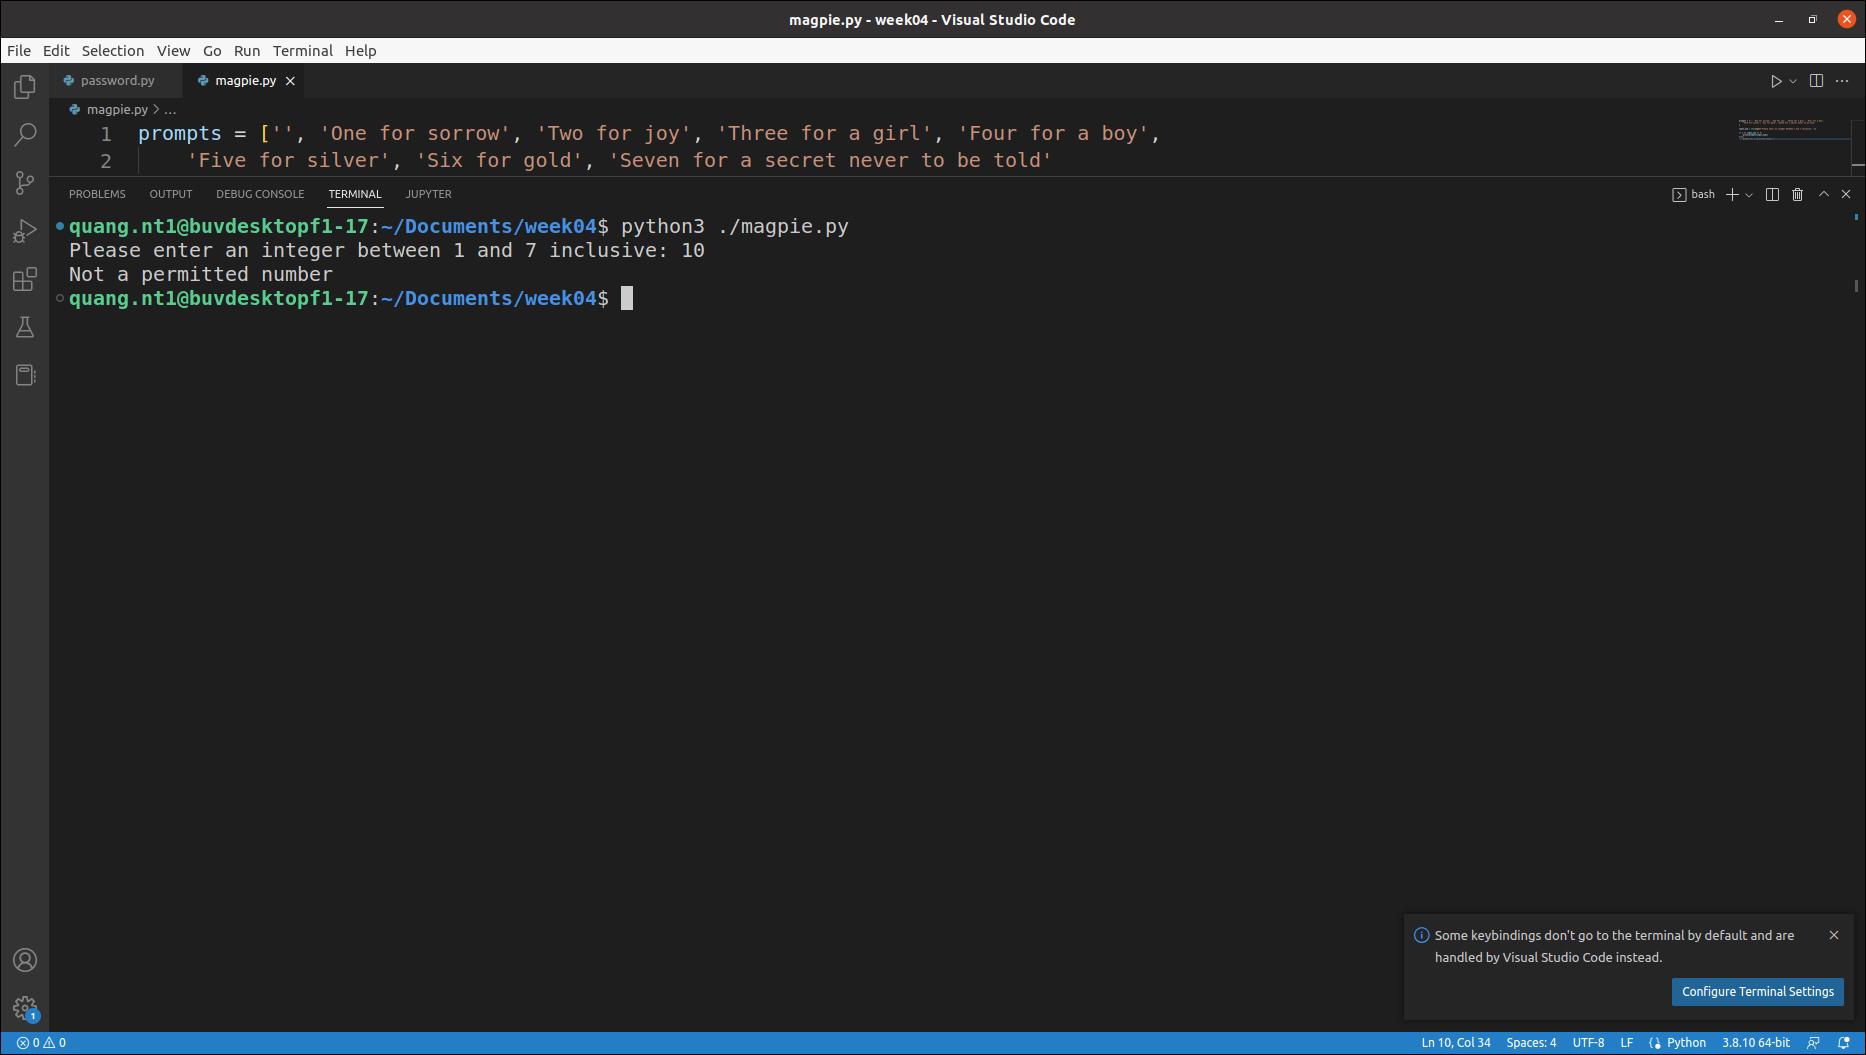 magpie.py - week04 - Visual Studio Code
File Edit Selection View Go Run Terminal Help
password.py magpie.py
magpie.py > ...
1 prompts = ['', 'One for sorrow', 'Two for joy', 'Three for a girl', 'Four for a boy',
2 'Five for silver', 'Six for gold', 'Seven for a secret never to be told'
PROBLEMS OUTPUT DEBUG CONSOLE TERMINAL JUPYTER bash
quang.nt1@buvdesktopf1-17:~/Documents/week04$ python3 ./magpie.py
Please enter an integer between 1 and 7 inclusive: 10
Not a permitted number
quang.nt1@buvdesktopf1-17:~/Documents/week04$
Some keybindings don't go to the terminal by default and are
handled by Visual Studio Code instead.
Configure Terminal Settings
1
0 0 Ln 10, Col 34 Spaces: 4 UTF-8 LF Python 3.8.10 64-bit